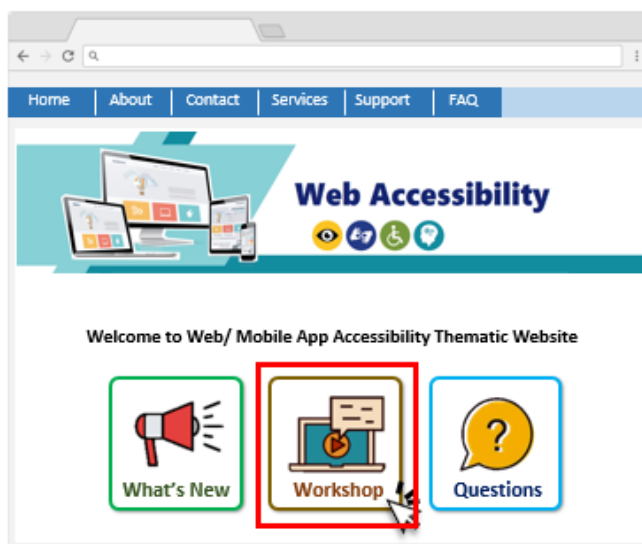 Home About Contact Services Support FAQ
Web Accessibility
Welcome to Web/ Mobile App Accessibility Thematic Website
What's New Workshop Questions